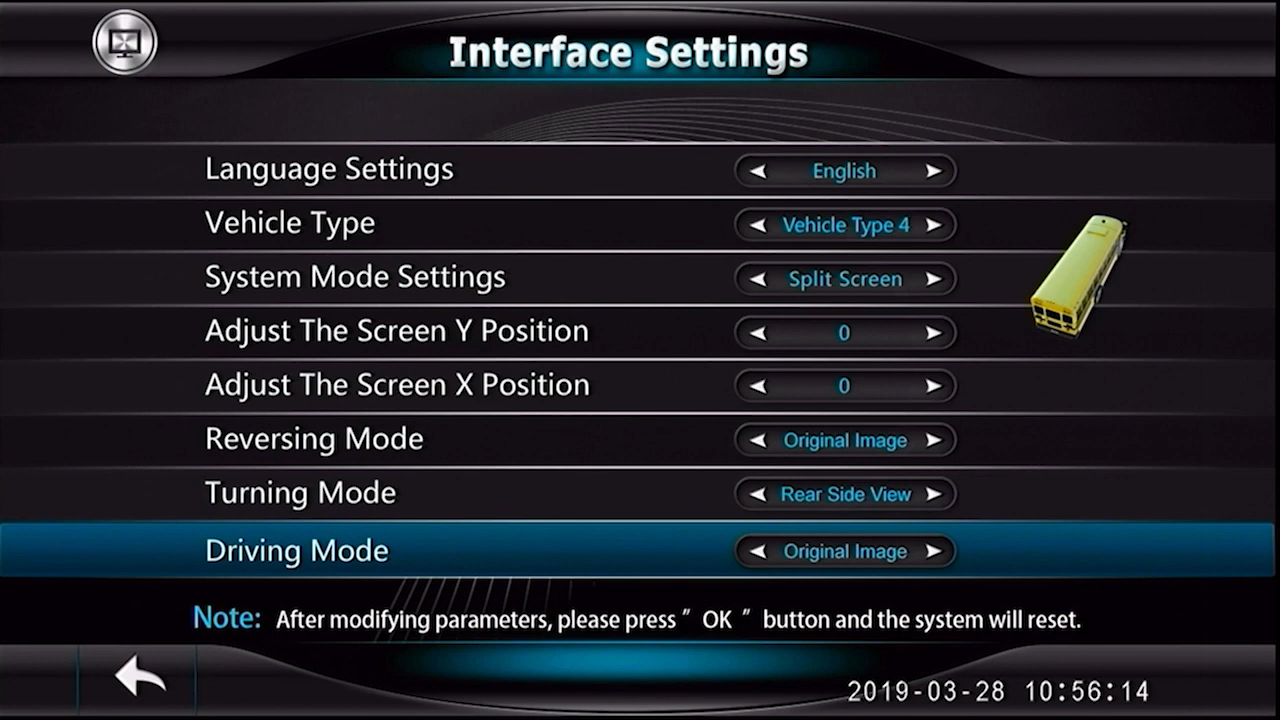 Interface Settings
Language Settings English
Vehicle Type Vehicle Type 4
System Mode Settings Split Screen
Adjust The Screen Y Position 0
Adjust The Screen X Position 0
Reversing Mode Original Image
Turning Mode Rear Side View
Driving Mode Original Image
Note: After modifying parameters, please press " OK " button and the system will reset.
2019-03-28 10:56:14